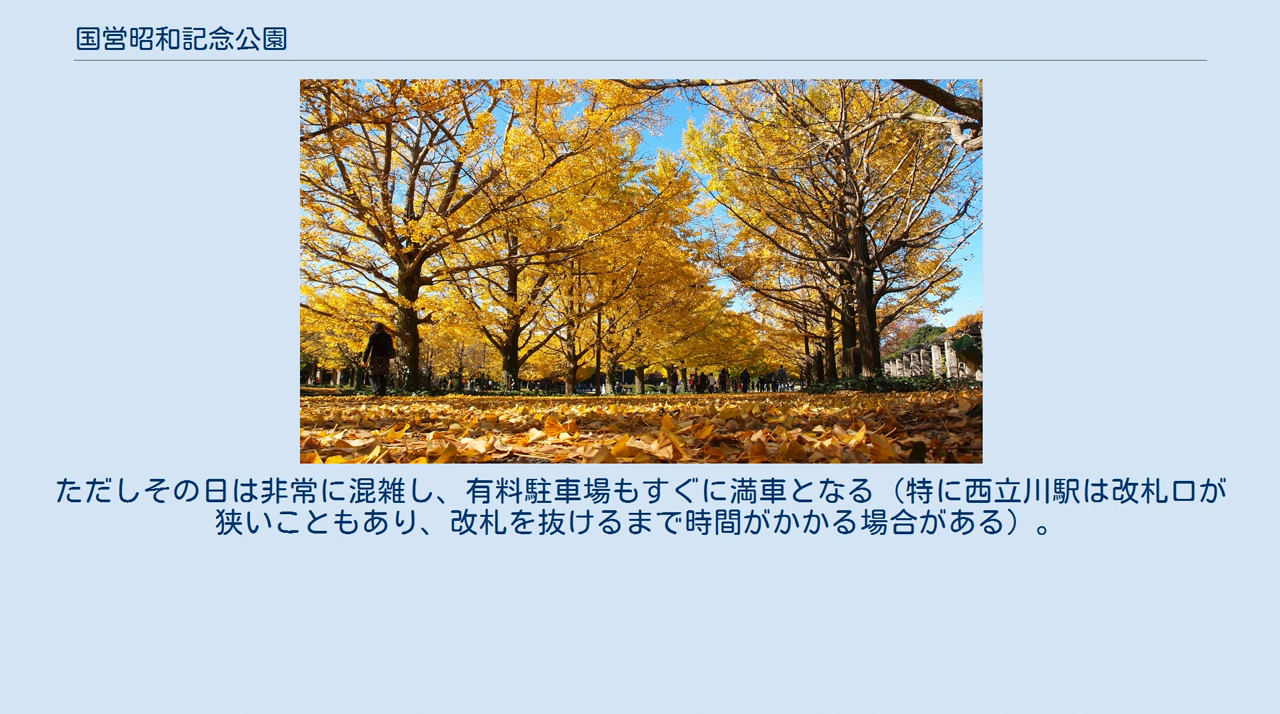 国営昭和記念公園
ただしその日は非常に混雑し、有料駐車場もすぐに満車となる（特に西立川駅は改札口が
狭いこともあり、改札を抜けるまで時間がかかる場合がある）。